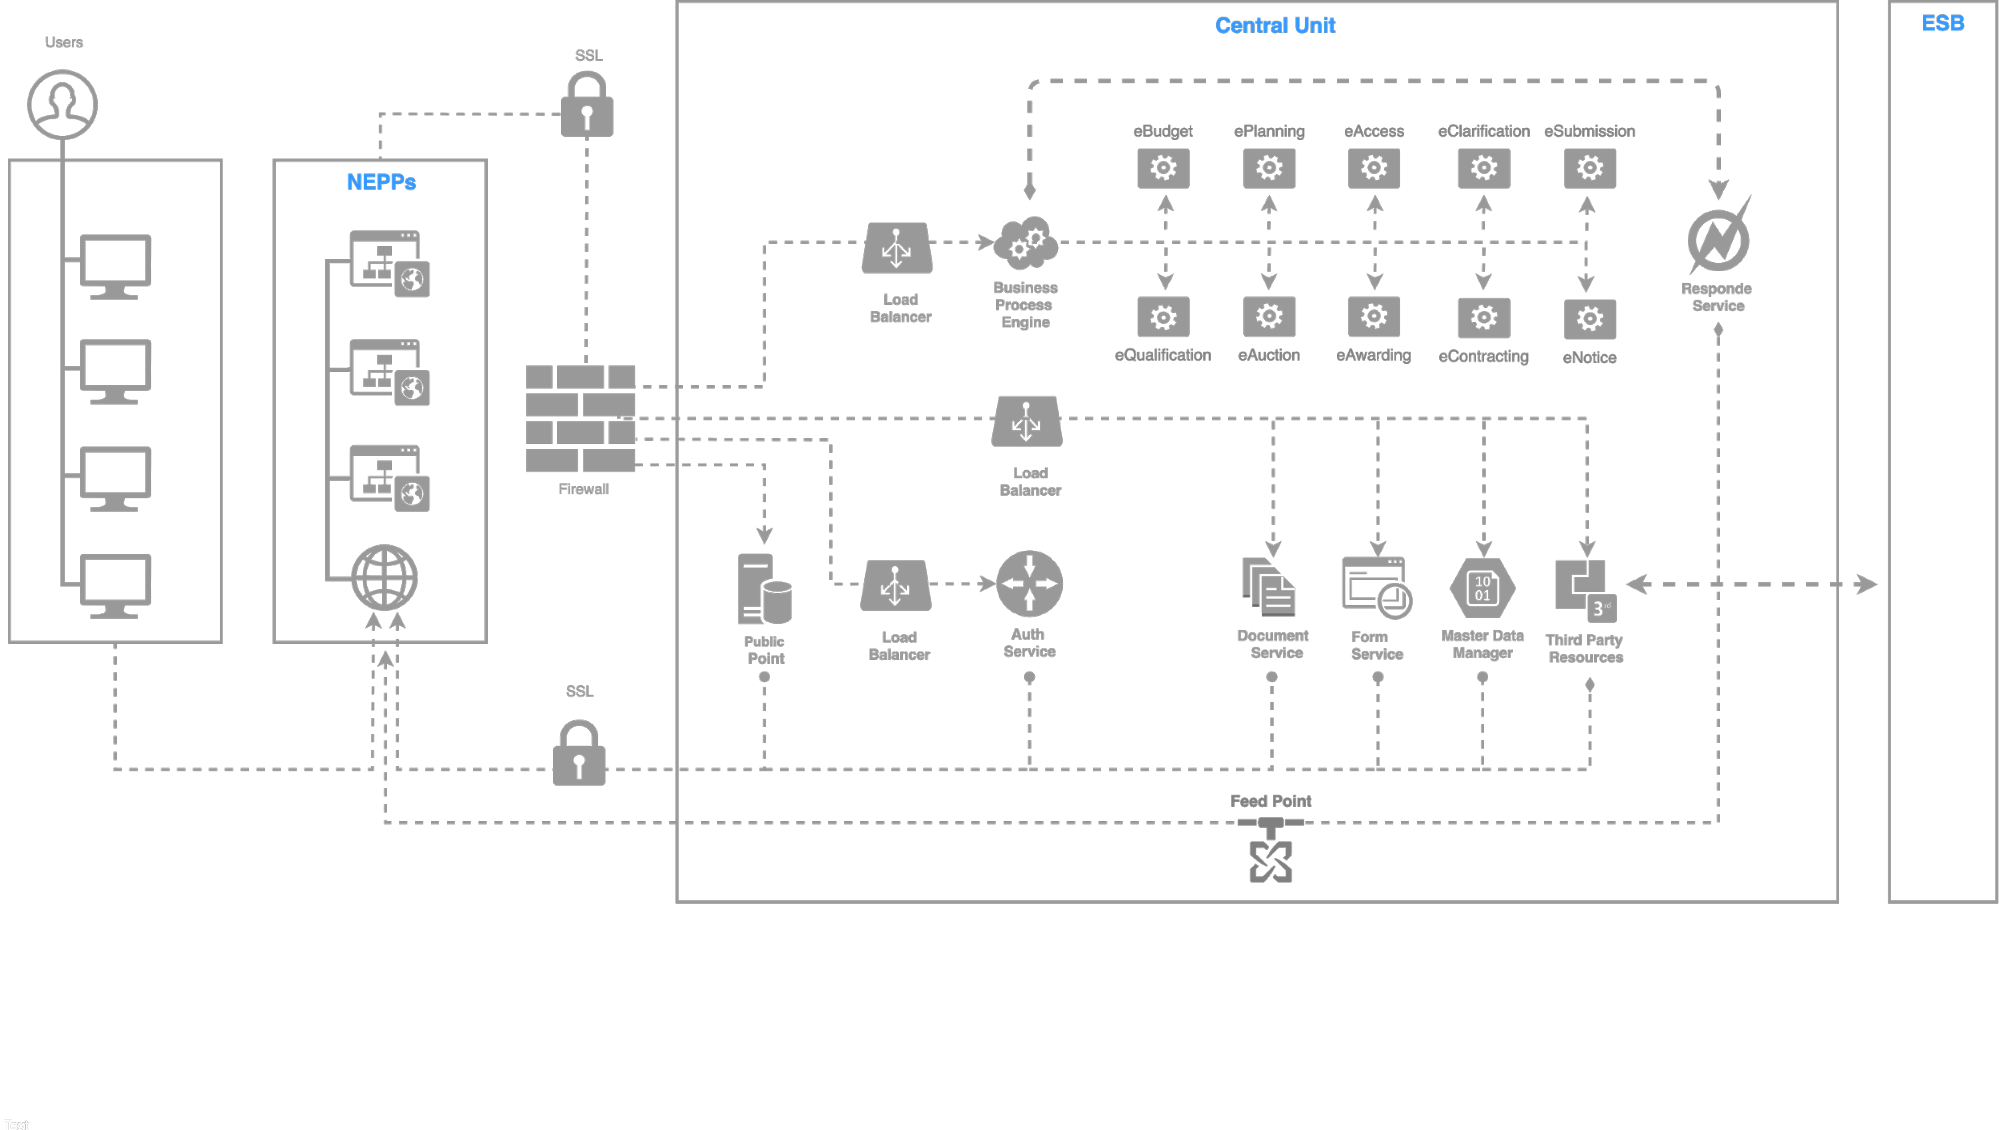 Central Unit
ESB
Users
SSL
NEPPs
eBudget
ePlanning
eAccess
eClarification
eSubmission
Load
Balancer
Business
Process
Engine
Responde
Service
eQualification
eAuction
eAwarding
eContracting
eNotice
Firewall
Load
Balancer
10
01
3rd
Public
Point
Load
Balancer
Auth
Service
Document
Service
Form
Service
Master Data
Manager
Third Party
Resources
SSL
Feed Point
Text